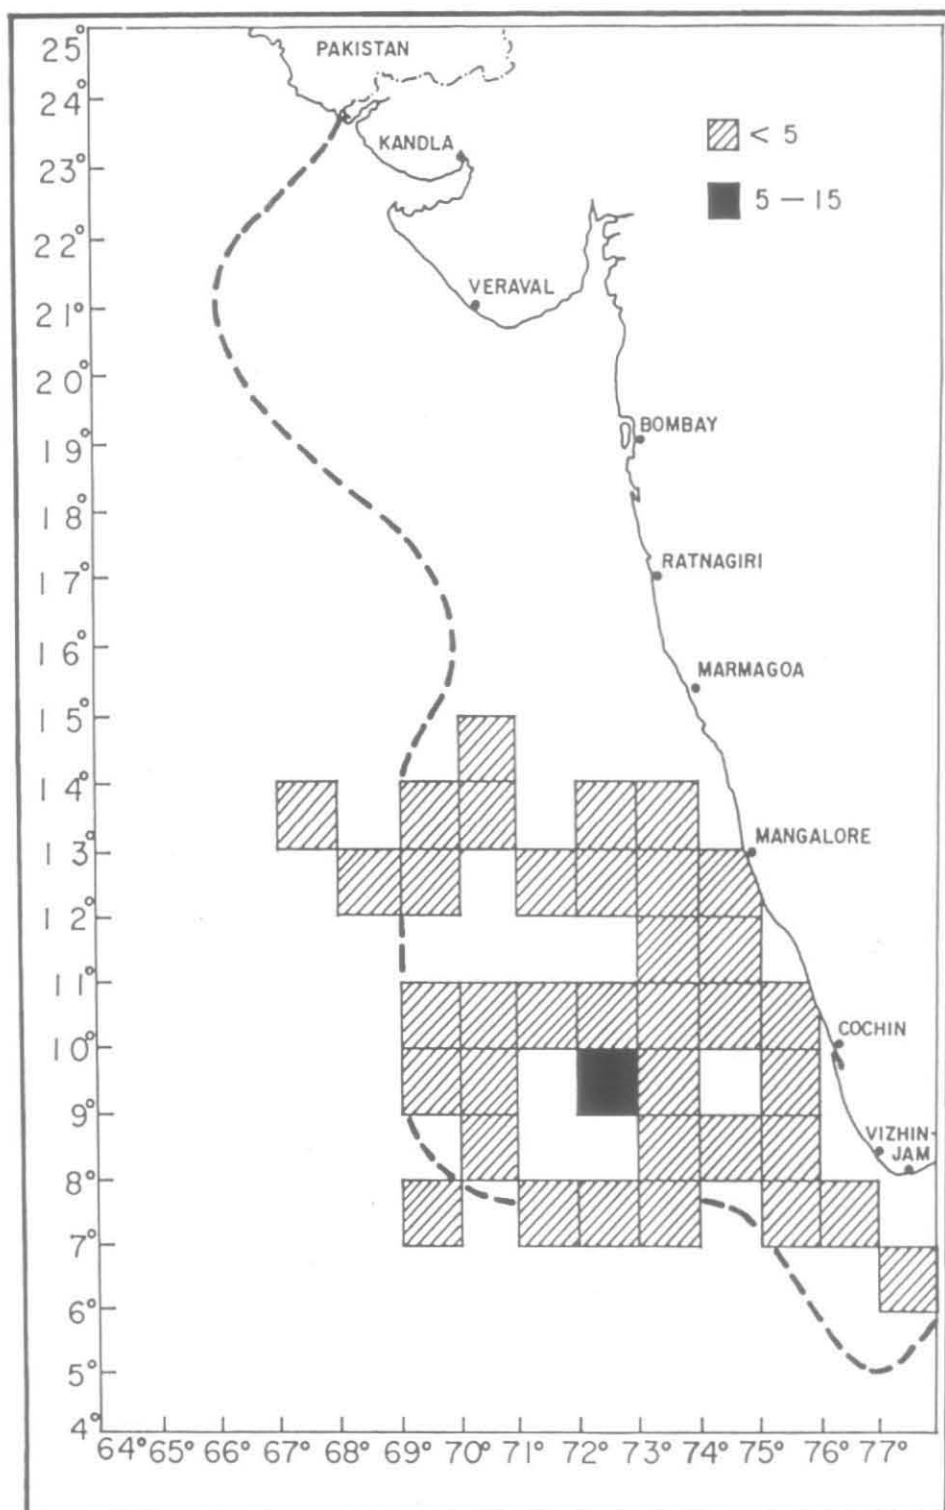 25°
PAKISTAN
24°
< 5
KANDLA
23°
5 — 15
22°
VERAVAL
21°
20°
BOMBAY
19°
18°
RATNAGIRI
17°
16°
MARMAGOA
15°
14°
MANGALORE
13°
12°
11°
COCHIN
10°
9°
VIZHIN-
JAM
8°
7°
6°
5°
4°
64° 65° 66° 67° 68° 69° 70° 71° 72° 73° 74° 75° 76° 77°